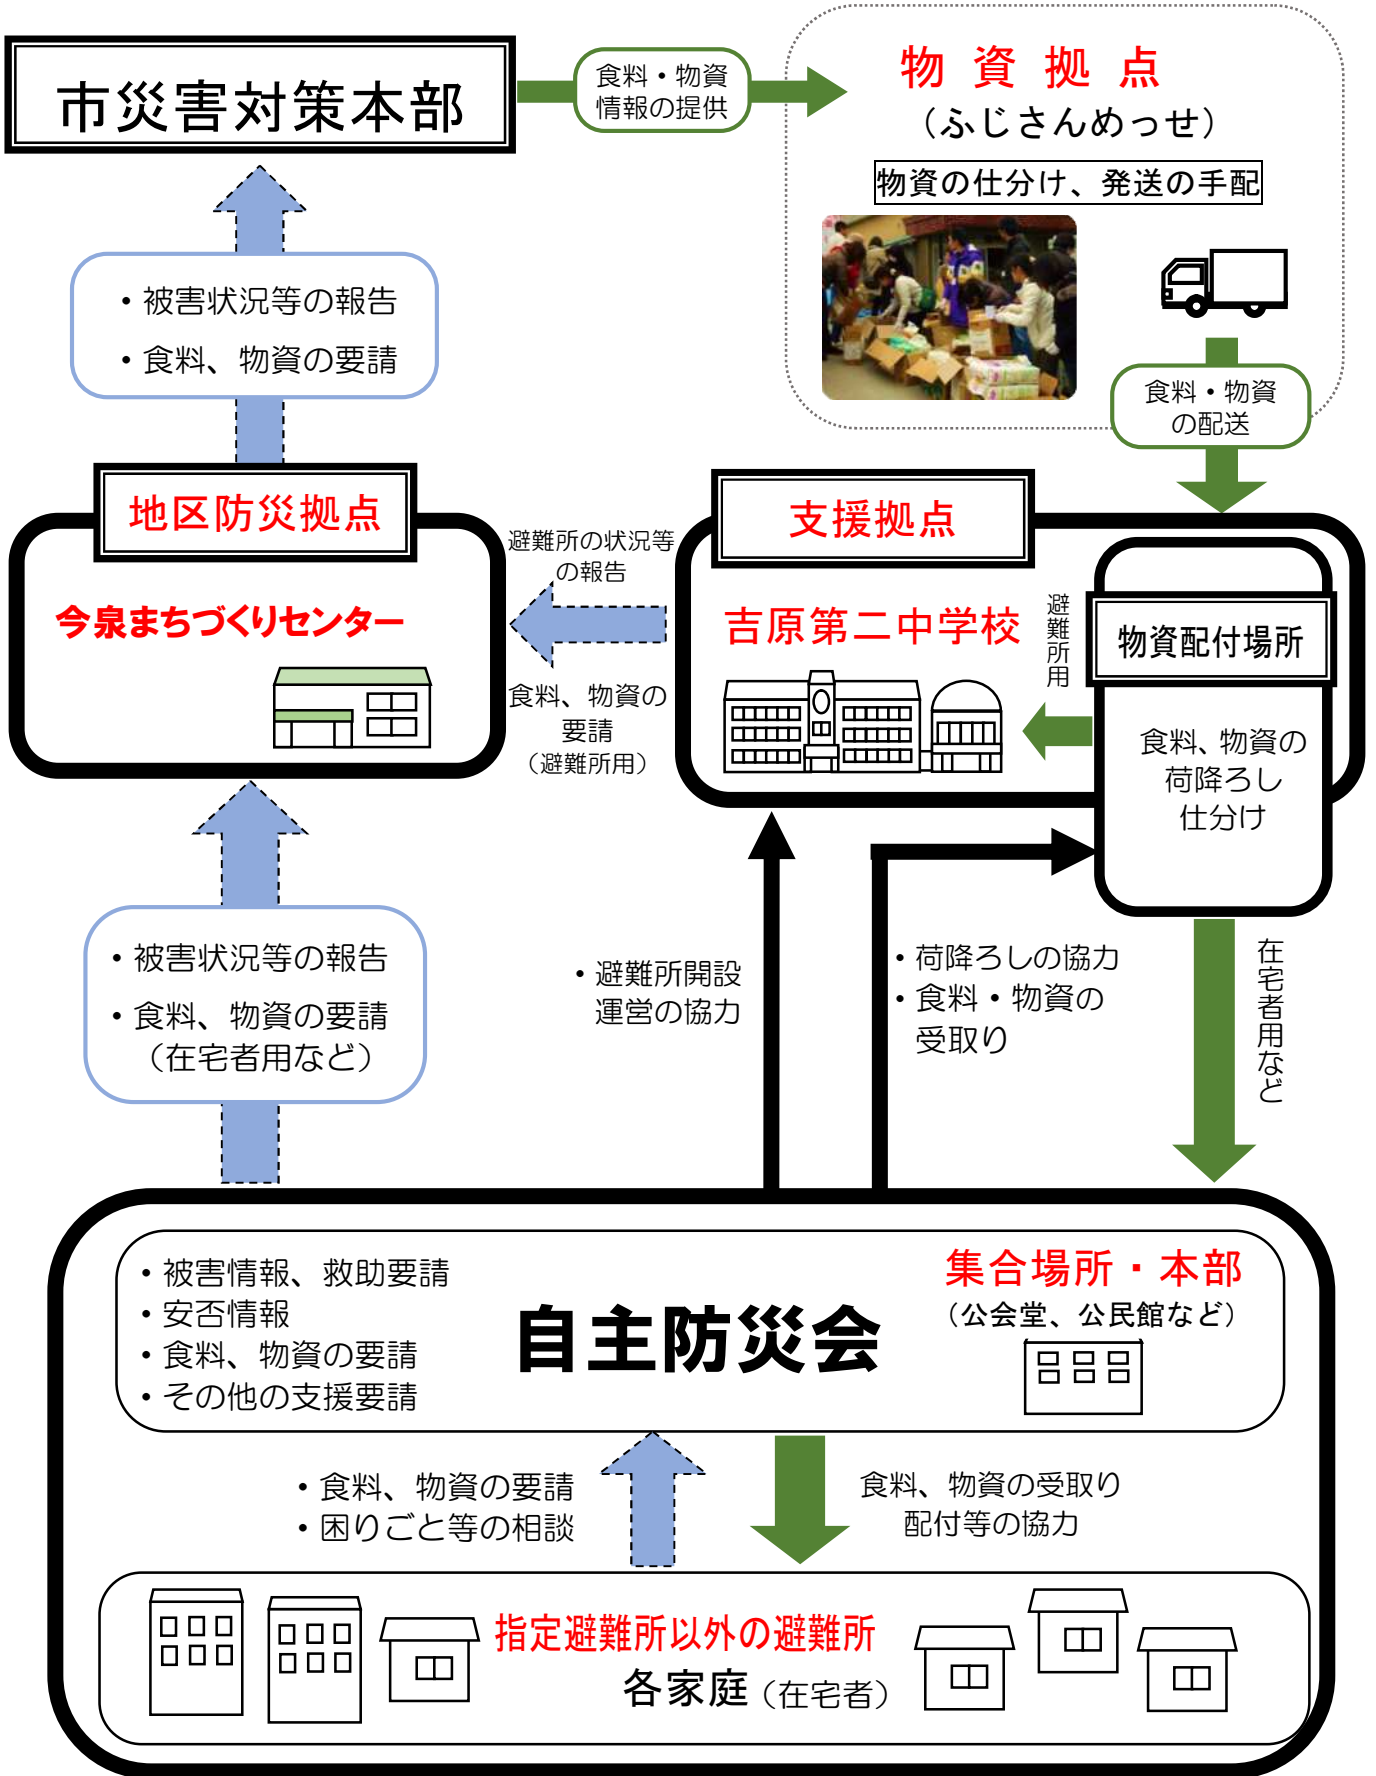 市災害対策本部
食料・物資
情報の提供
物資拠点
（ふじさんめっせ）
物資の仕分け、発送の手配
・被害状況等の報告
・食料、物資の要請
食料・物資
の配送
地区防災拠点
今泉まちづくりセンター
避難所の状況等
の報告
食料、物資の
要請
（避難所用）
支援拠点
吉原第二中学校
避難所用
物資配付場所
食料、物資の
荷降ろし
仕分け
・被害状況等の報告
・食料、物資の要請
（在宅者用など）
・避難所開設
運営の協力
・荷降ろしの協力
・食料・物資の
受取り
在宅者用など
・被害情報、救助要請
・安否情報
・食料、物資の要請
・その他の支援要請
自主防災会
集合場所・本部
（公会堂、公民館など）
・食料、物資の要請
・困りごと等の相談
食料、物資の受取り
配付等の協力
指定避難所以外の避難所
各家庭（在宅者）